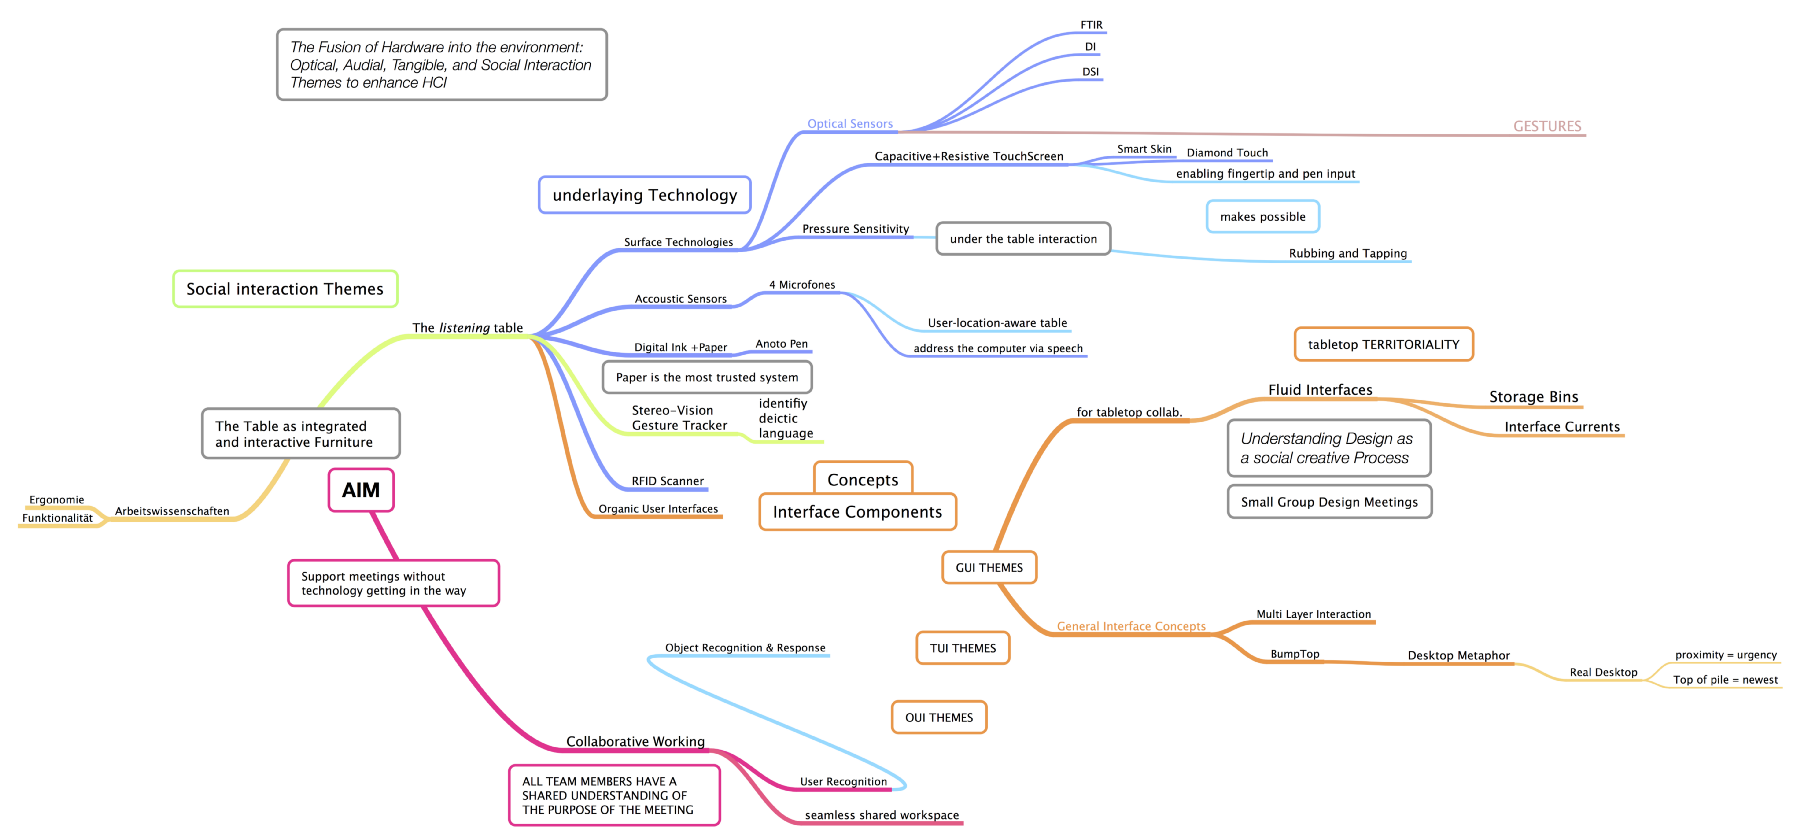 The Fusion of Hardware into the environment:
Optical, Audial, Tangible, and Social Interaction
Themes to enhance HCI
FTIR
DI
DSI
Optical Sensors
GESTURES
Capacitive+Resistive TouchScreen
Smart Skin
Diamond Touch
enabling fingertip and pen input
underlaying Technology
makes possible
Surface Technologies
Pressure Sensitivity
under the table interaction
Rubbing and Tapping
Social interaction Themes
Accoustic Sensors
4 Microfones
User-location-aware table
address the computer via speech
The listening table
Digital Ink +Paper
Anoto Pen
Paper is the most trusted system
Stereo-Vision
Gesture Tracker
identifiy
deictic
language
RFID Scanner
Organic User Interfaces
The Table as integrated
and interactive Furniture
Ergonomie
Funktionalität
Arbeitswissenschaften
AIM
Support meetings without
technology getting in the way
Concepts
Interface Components
tabletop TERRITORIALITY
for tabletop collab.
Fluid Interfaces
Storage Bins
Interface Currents
Understanding Design as
a social creative Process
Small Group Design Meetings
GUI THEMES
General Interface Concepts
Multi Layer Interaction
BumpTop
Desktop Metaphor
Real Desktop
proximity = urgency
Top of pile = newest
TUI THEMES
OUI THEMES
Object Recognition & Response
Collaborative Working
ALL TEAM MEMBERS HAVE A
SHARED UNDERSTANDING OF
THE PURPOSE OF THE MEETING
User Recognition
seamless shared workspace